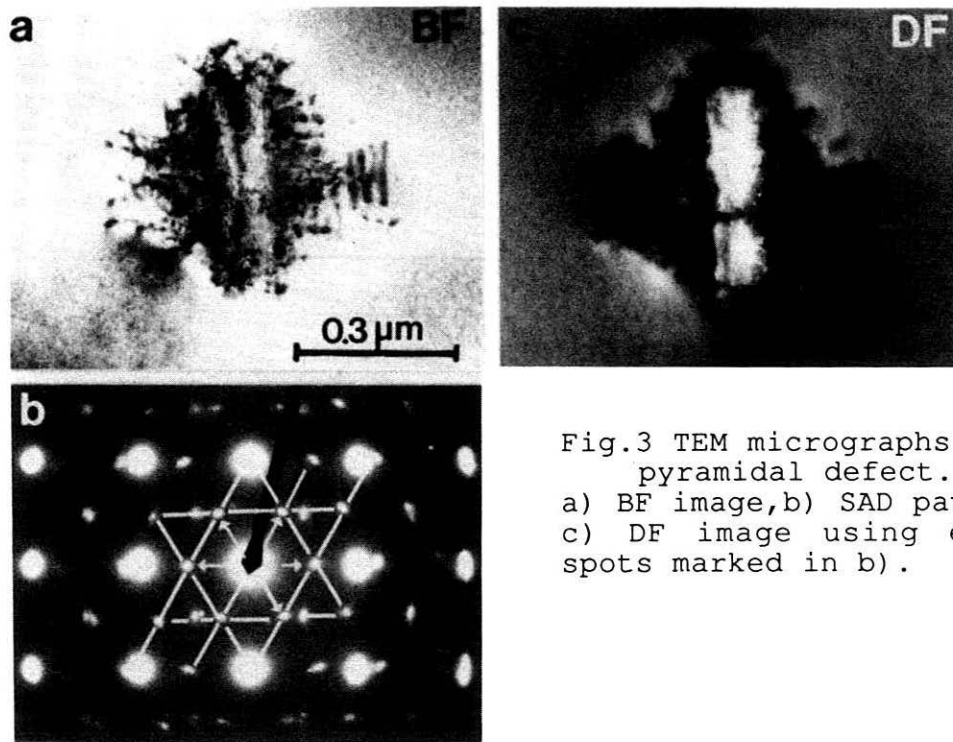 a
BF
c
DF
0.3 µm
b
Fig.3 TEM micrographs
pyramidal defect.
a) BF image,b) SAD pa
c) DF image using e
spots marked in b).